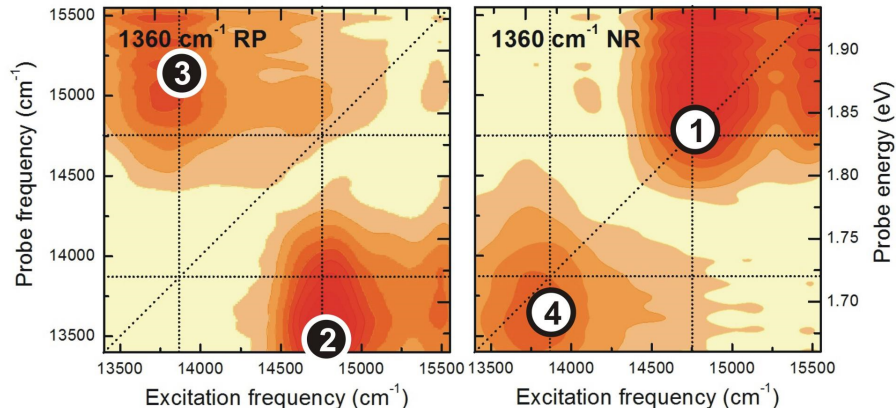 1360 cm⁻¹ RP
1360 cm⁻¹ NR
3
1
2
4
15500
15000
14500
14000
13500
Probe frequency (cm⁻¹)
13500 14000 14500 15000 15500
Excitation frequency (cm⁻¹)
13500 14000 14500 15000 15500
Excitation frequency (cm⁻¹)
1.90
1.85
1.80
1.75
1.70
Probe energy (eV)